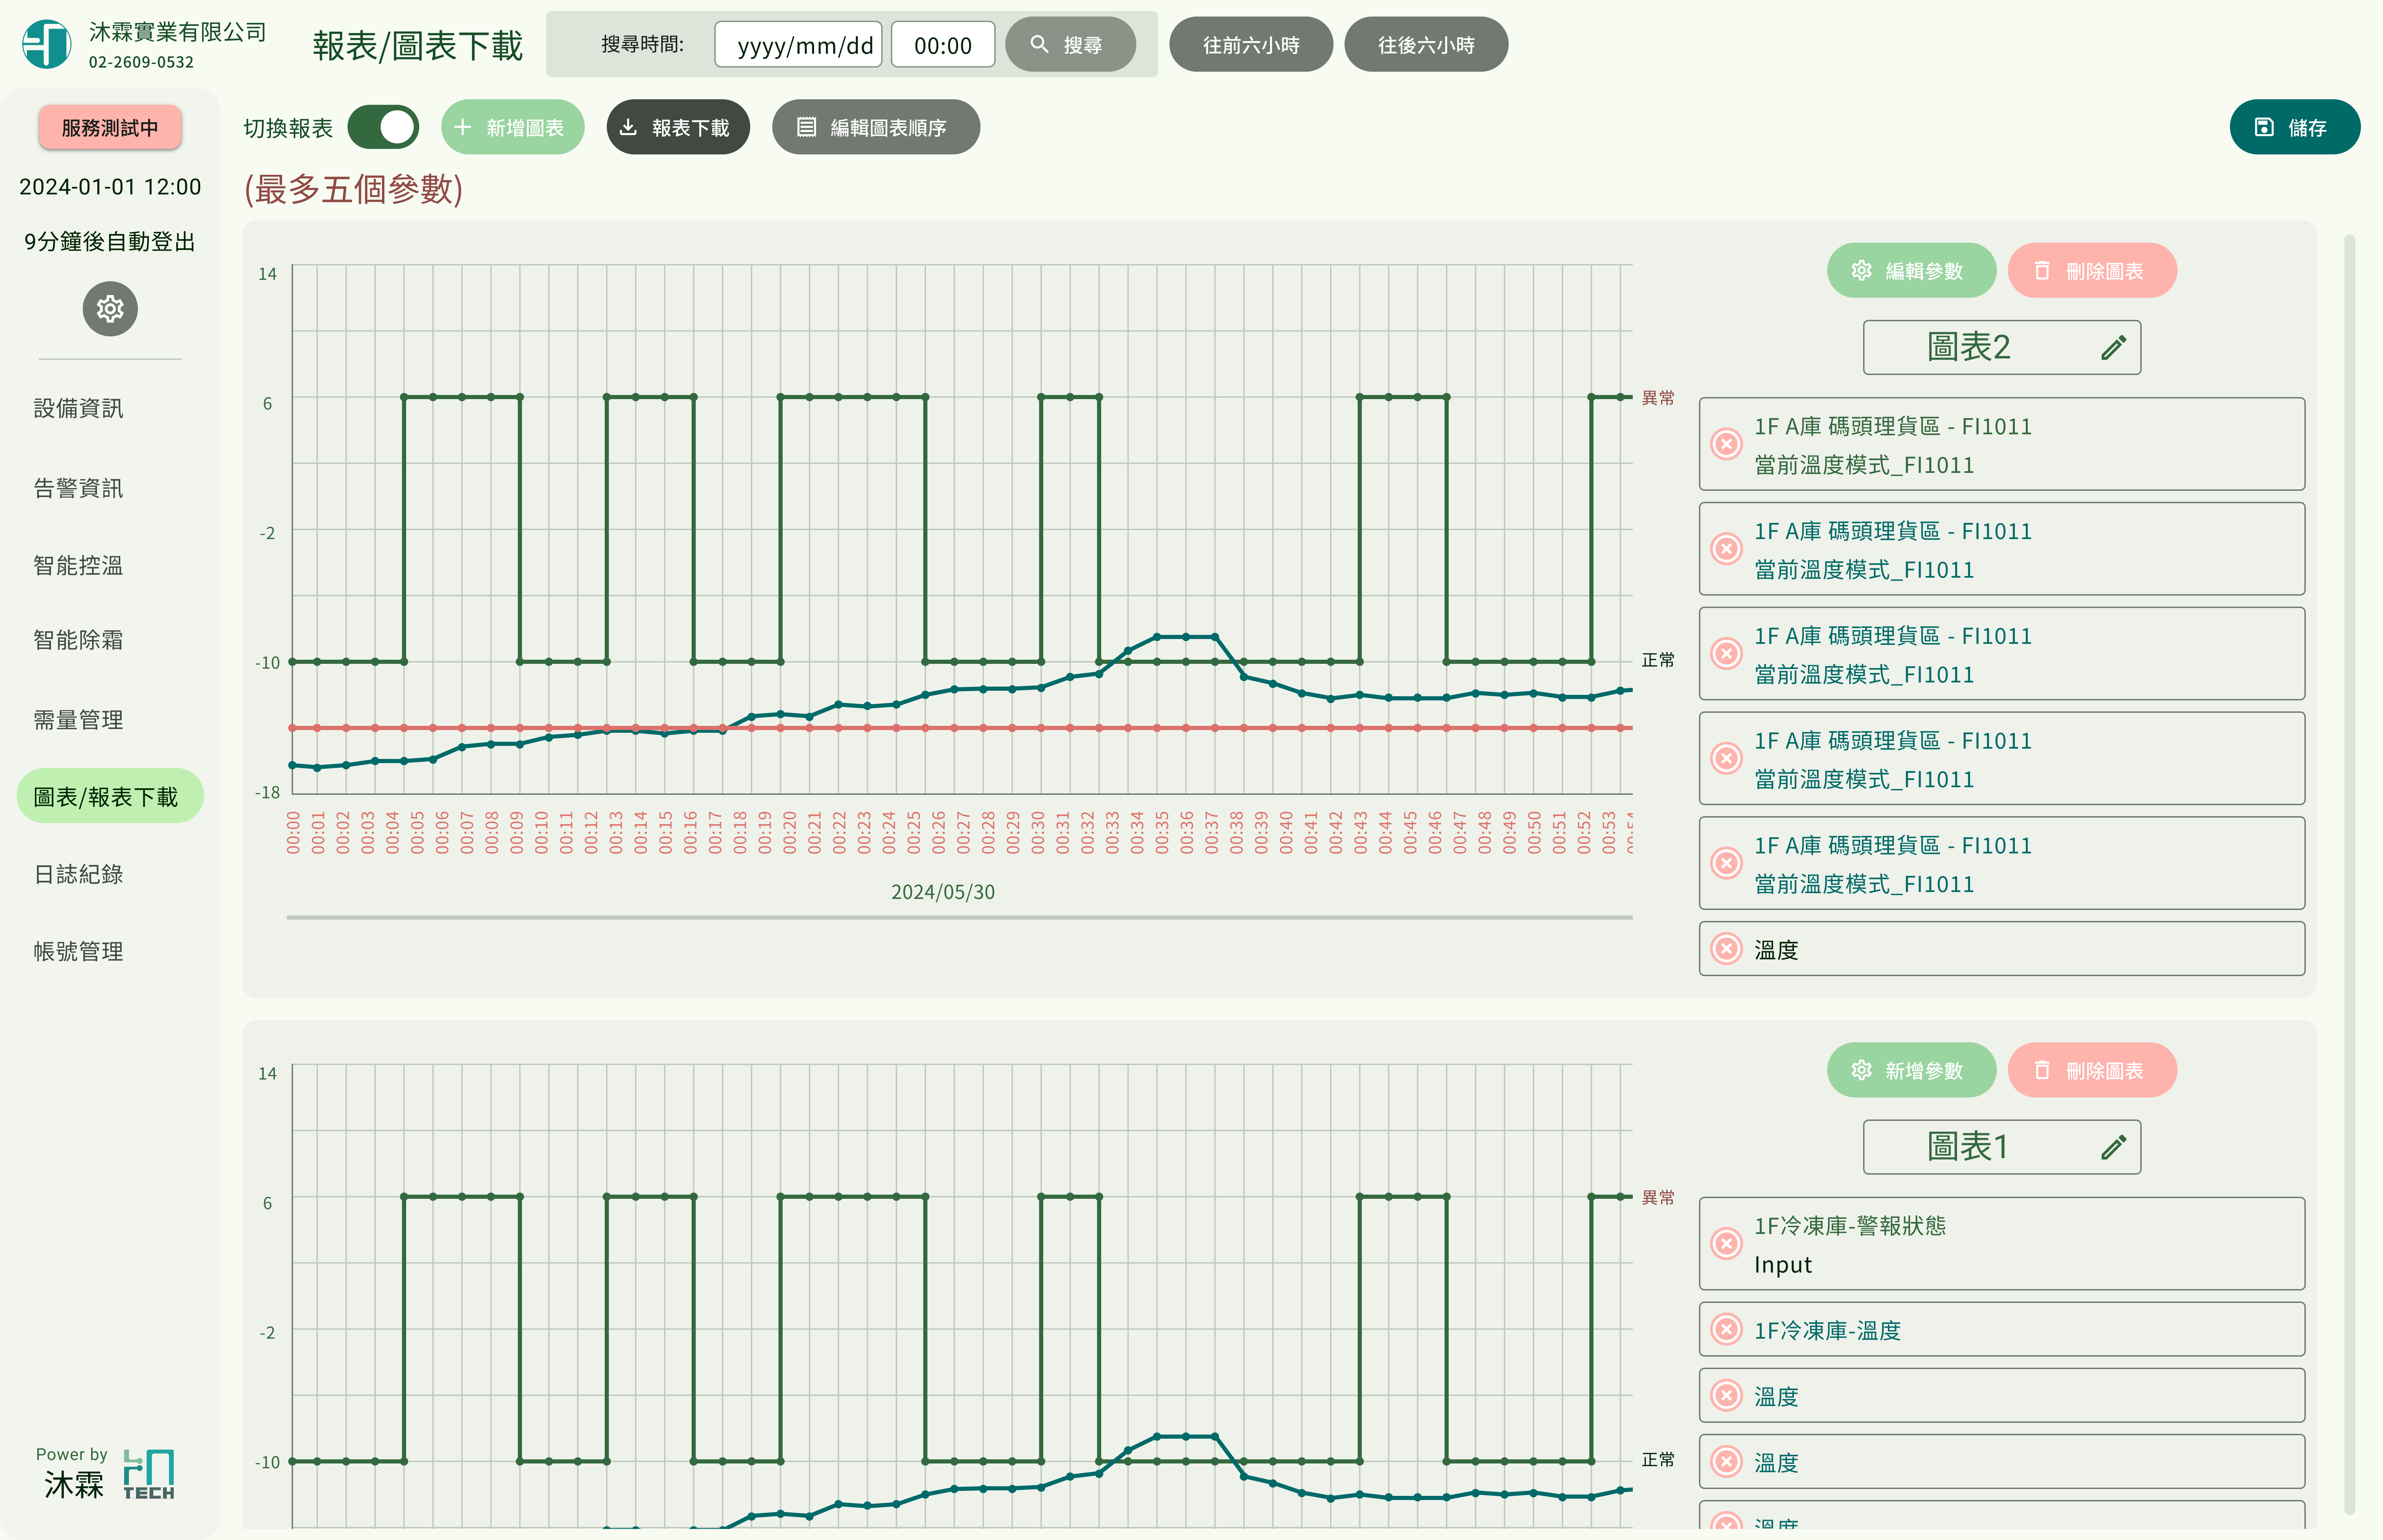 沐霖實業有限公司
02-2609-0532
報表/圖表下載
搜尋時間:
yyyy/mm/dd
00:00
搜尋
往前六小時
往後六小時
服務測試中
2024-01-01 12:00
9分鐘後自動登出
設備資訊
告警資訊
智能控溫
智能除霜
需量管理
圖表/報表下載
日誌紀錄
帳號管理
Power by
沐霖
TECH
切換報表
新增圖表
報表下載
編輯圖表順序
儲存
(最多五個參數)
14
6
-2
-10
-18
異常
正常
00:00
00:01
00:02
00:03
00:04
00:05
00:06
00:07
00:08
00:09
00:10
00:11
00:12
00:13
00:14
00:15
00:16
00:17
00:18
00:19
00:20
00:21
00:22
00:23
00:24
00:25
00:26
00:27
00:28
00:29
00:30
00:31
00:32
00:33
00:34
00:35
00:36
00:37
00:38
00:39
00:40
00:41
00:42
00:43
00:44
00:45
00:46
00:47
00:48
00:49
00:50
00:51
00:52
00:53
2024/05/30
編輯參數
刪除圖表
圖表2
1F A庫 碼頭理貨區 - FI1011
當前溫度模式_FI1011
1F A庫 碼頭理貨區 - FI1011
當前溫度模式_FI1011
1F A庫 碼頭理貨區 - FI1011
當前溫度模式_FI1011
1F A庫 碼頭理貨區 - FI1011
當前溫度模式_FI1011
1F A庫 碼頭理貨區 - FI1011
當前溫度模式_FI1011
溫度
14
6
-2
-10
異常
正常
新增參數
刪除圖表
圖表1
1F冷凍庫-警報狀態
Input
1F冷凍庫-溫度
溫度
溫度